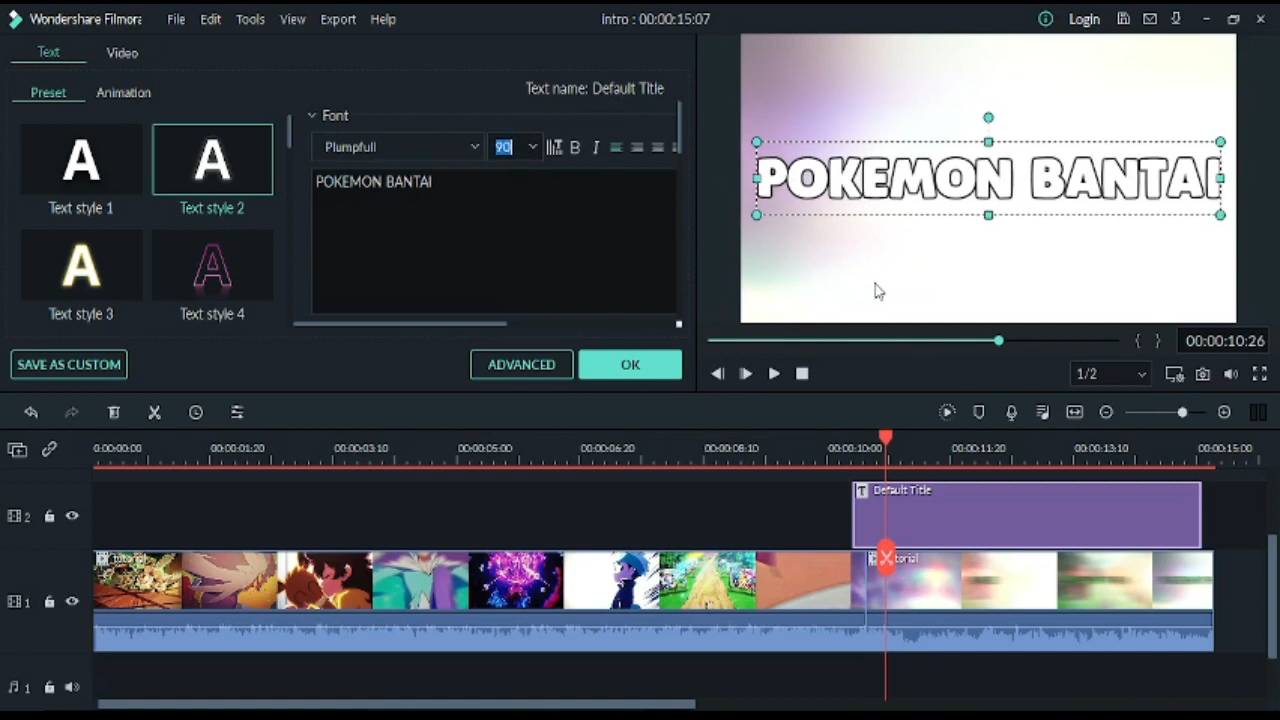 Wondershare Filmora File Edit Tools View Export Help Intro : 00:00:15:07 Login
Text Video
Preset Animation Text name: Default Title
Font
Plumpfull 90 B I
POKEMON BANTAI
A A
Text style 1 Text style 2
A A
Text style 3 Text style 4
SAVE AS CUSTOM ADVANCED OK
POKEMON BANTAI
{ } 00:00:10:26
1/2
0:00:00:00 00:00:01:20 00:00:03:10 00:00:05:00 00:00:06:20 00:00:08:10 00:00:10:00 00:00:11:20 00:00:13:10 00:00:15:00
T Default Title
2
tutorial torial
1
1